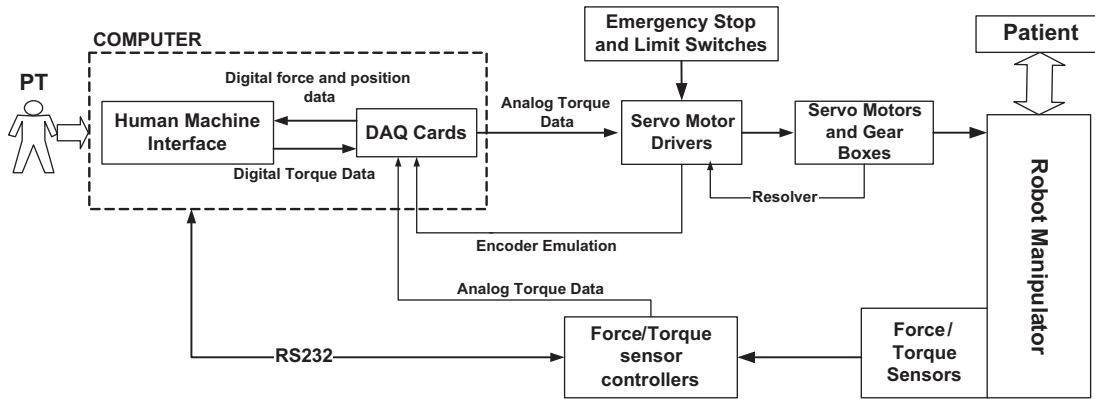 COMPUTER
PT
Digital force and position
data
Human Machine
Interface
DAQ Cards
Digital Torque Data
Analog Torque
Data
Emergency Stop
and Limit Switches
Servo Motor
Drivers
Servo Motors
and Gear
Boxes
Patient
Resolver
Encoder Emulation
Analog Torque Data
RS232
Force/Torque
sensor
controllers
Force/
Torque
Sensors
Robot Manipulator